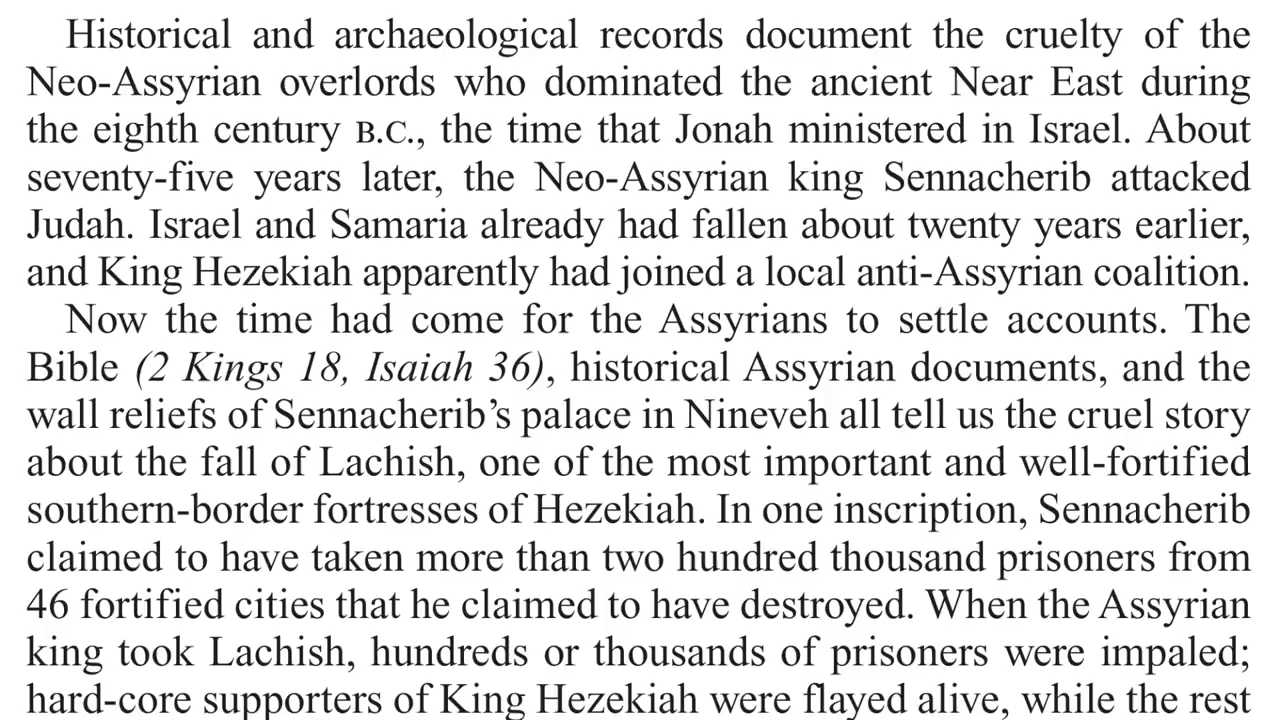 Historical and archaeological records document the cruelty of the
Neo-Assyrian overlords who dominated the ancient Near East during
the eighth century B.C., the time that Jonah ministered in Israel. About
seventy-five years later, the Neo-Assyrian king Sennacherib attacked
Judah. Israel and Samaria already had fallen about twenty years earlier,
and King Hezekiah apparently had joined a local anti-Assyrian coalition.
Now the time had come for the Assyrians to settle accounts. The
Bible (2 Kings 18, Isaiah 36), historical Assyrian documents, and the
wall reliefs of Sennacherib’s palace in Nineveh all tell us the cruel story
about the fall of Lachish, one of the most important and well-fortified
southern-border fortresses of Hezekiah. In one inscription, Sennacherib
claimed to have taken more than two hundred thousand prisoners from
46 fortified cities that he claimed to have destroyed. When the Assyrian
king took Lachish, hundreds or thousands of prisoners were impaled;
hard-core supporters of King Hezekiah were flayed alive, while the rest